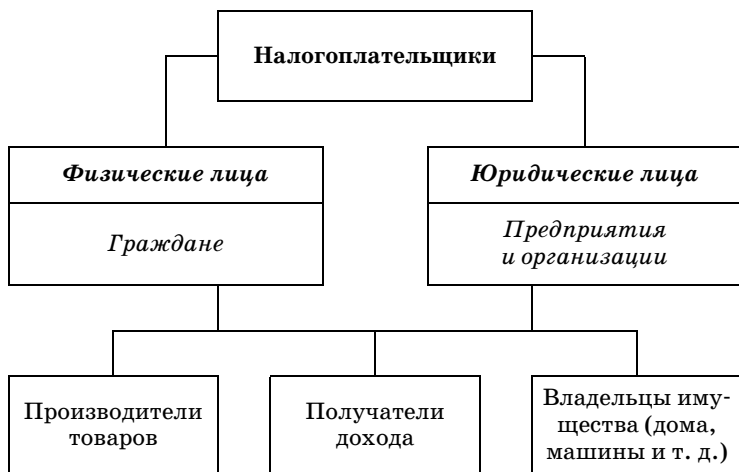 Налогоплательщики
Физические лица
Граждане
Юридические лица
Предприятия
и организации
Производители
товаров
Получатели
дохода
Владельцы иму-
щества (дома,
машины и т. д.)